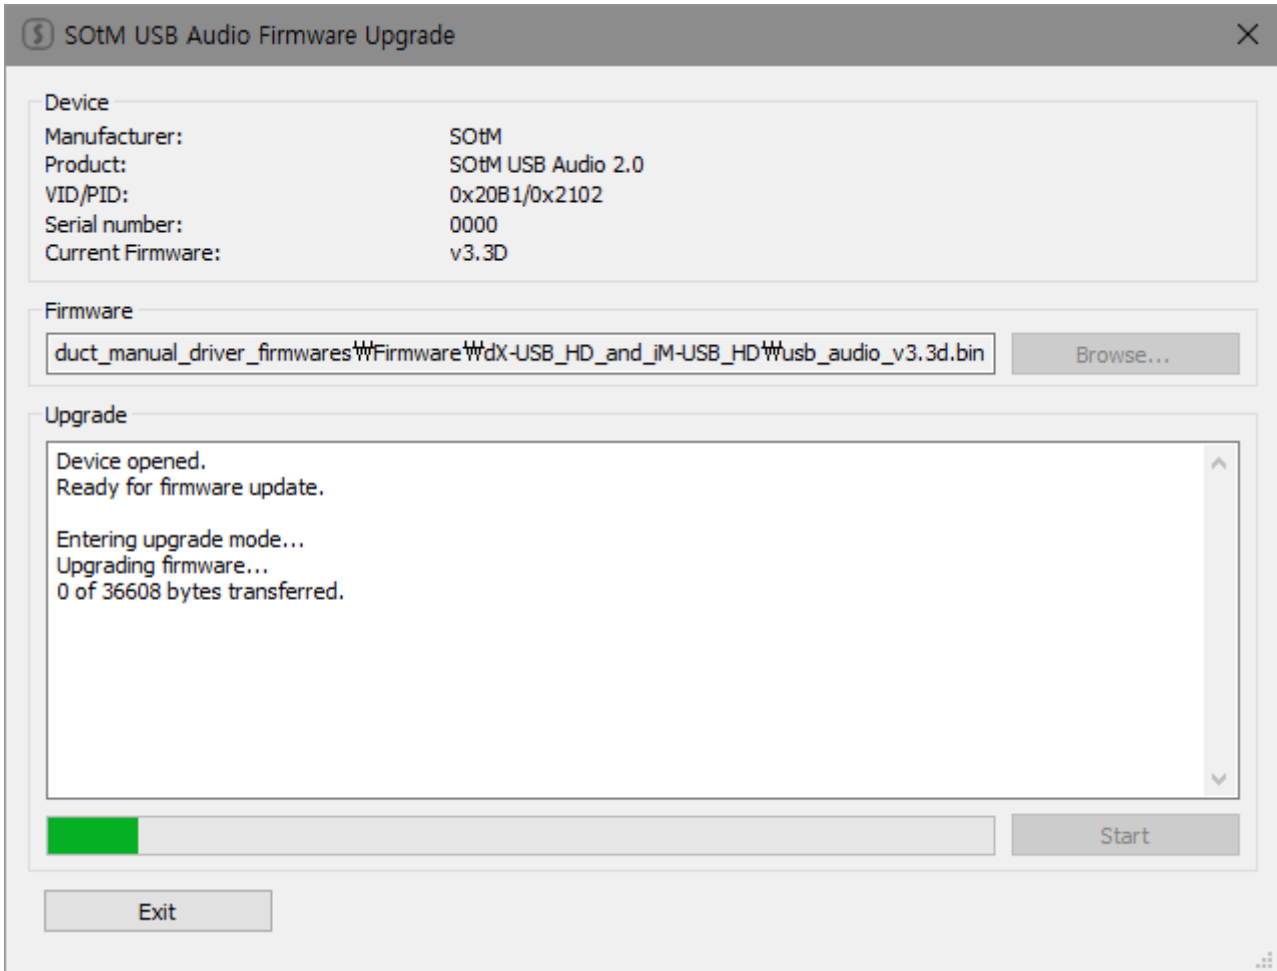 SOtM USB Audio Firmware Upgrade
Device
Manufacturer: SOtM
Product: SOtM USB Audio 2.0
VID/PID: 0x20B1/0x2102
Serial number: 0000
Current Firmware: v3.3D
Firmware
duct_manual_driver_firmwares₩Firmware₩dX-USB_HD_and_iM-USB_HD₩usb_audio_v3.3d.bin Browse...
Upgrade
Device opened.
Ready for firmware update.
Entering upgrade mode...
Upgrading firmware...
0 of 36608 bytes transferred.
Start
Exit